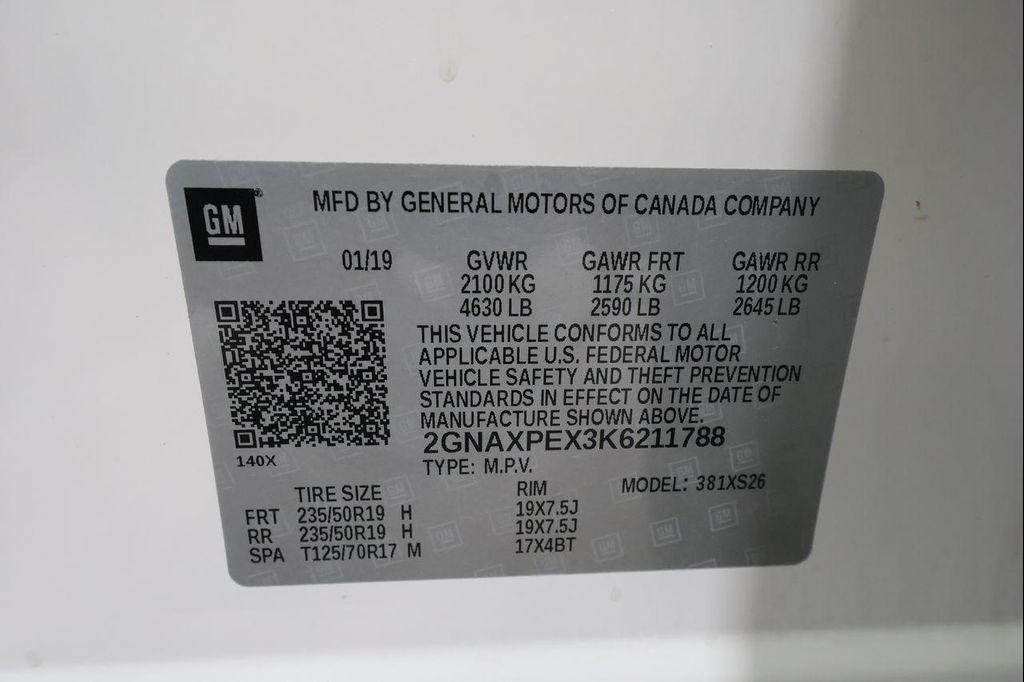 GM
MFD BY GENERAL MOTORS OF CANADA COMPANY
01/19 GVWR GAWR FRT GAWR RR
2100 KG 1175 KG 1200 KG
4630 LB 2590 LB 2645 LB
THIS VEHICLE CONFORMS TO ALL
APPLICABLE U.S. FEDERAL MOTOR
VEHICLE SAFETY AND THEFT PREVENTION
STANDARDS IN EFFECT ON THE DATE OF
MANUFACTURE SHOWN ABOVE.
2GNAXPEX3K6211788
140X
TYPE: M.P.V.
MODEL: 381XS26
TIRE SIZE RIM
FRT 235/50R19 H 19X7.5J
RR 235/50R19 H 19X7.5J
SPA T125/70R17 M 17X4BT